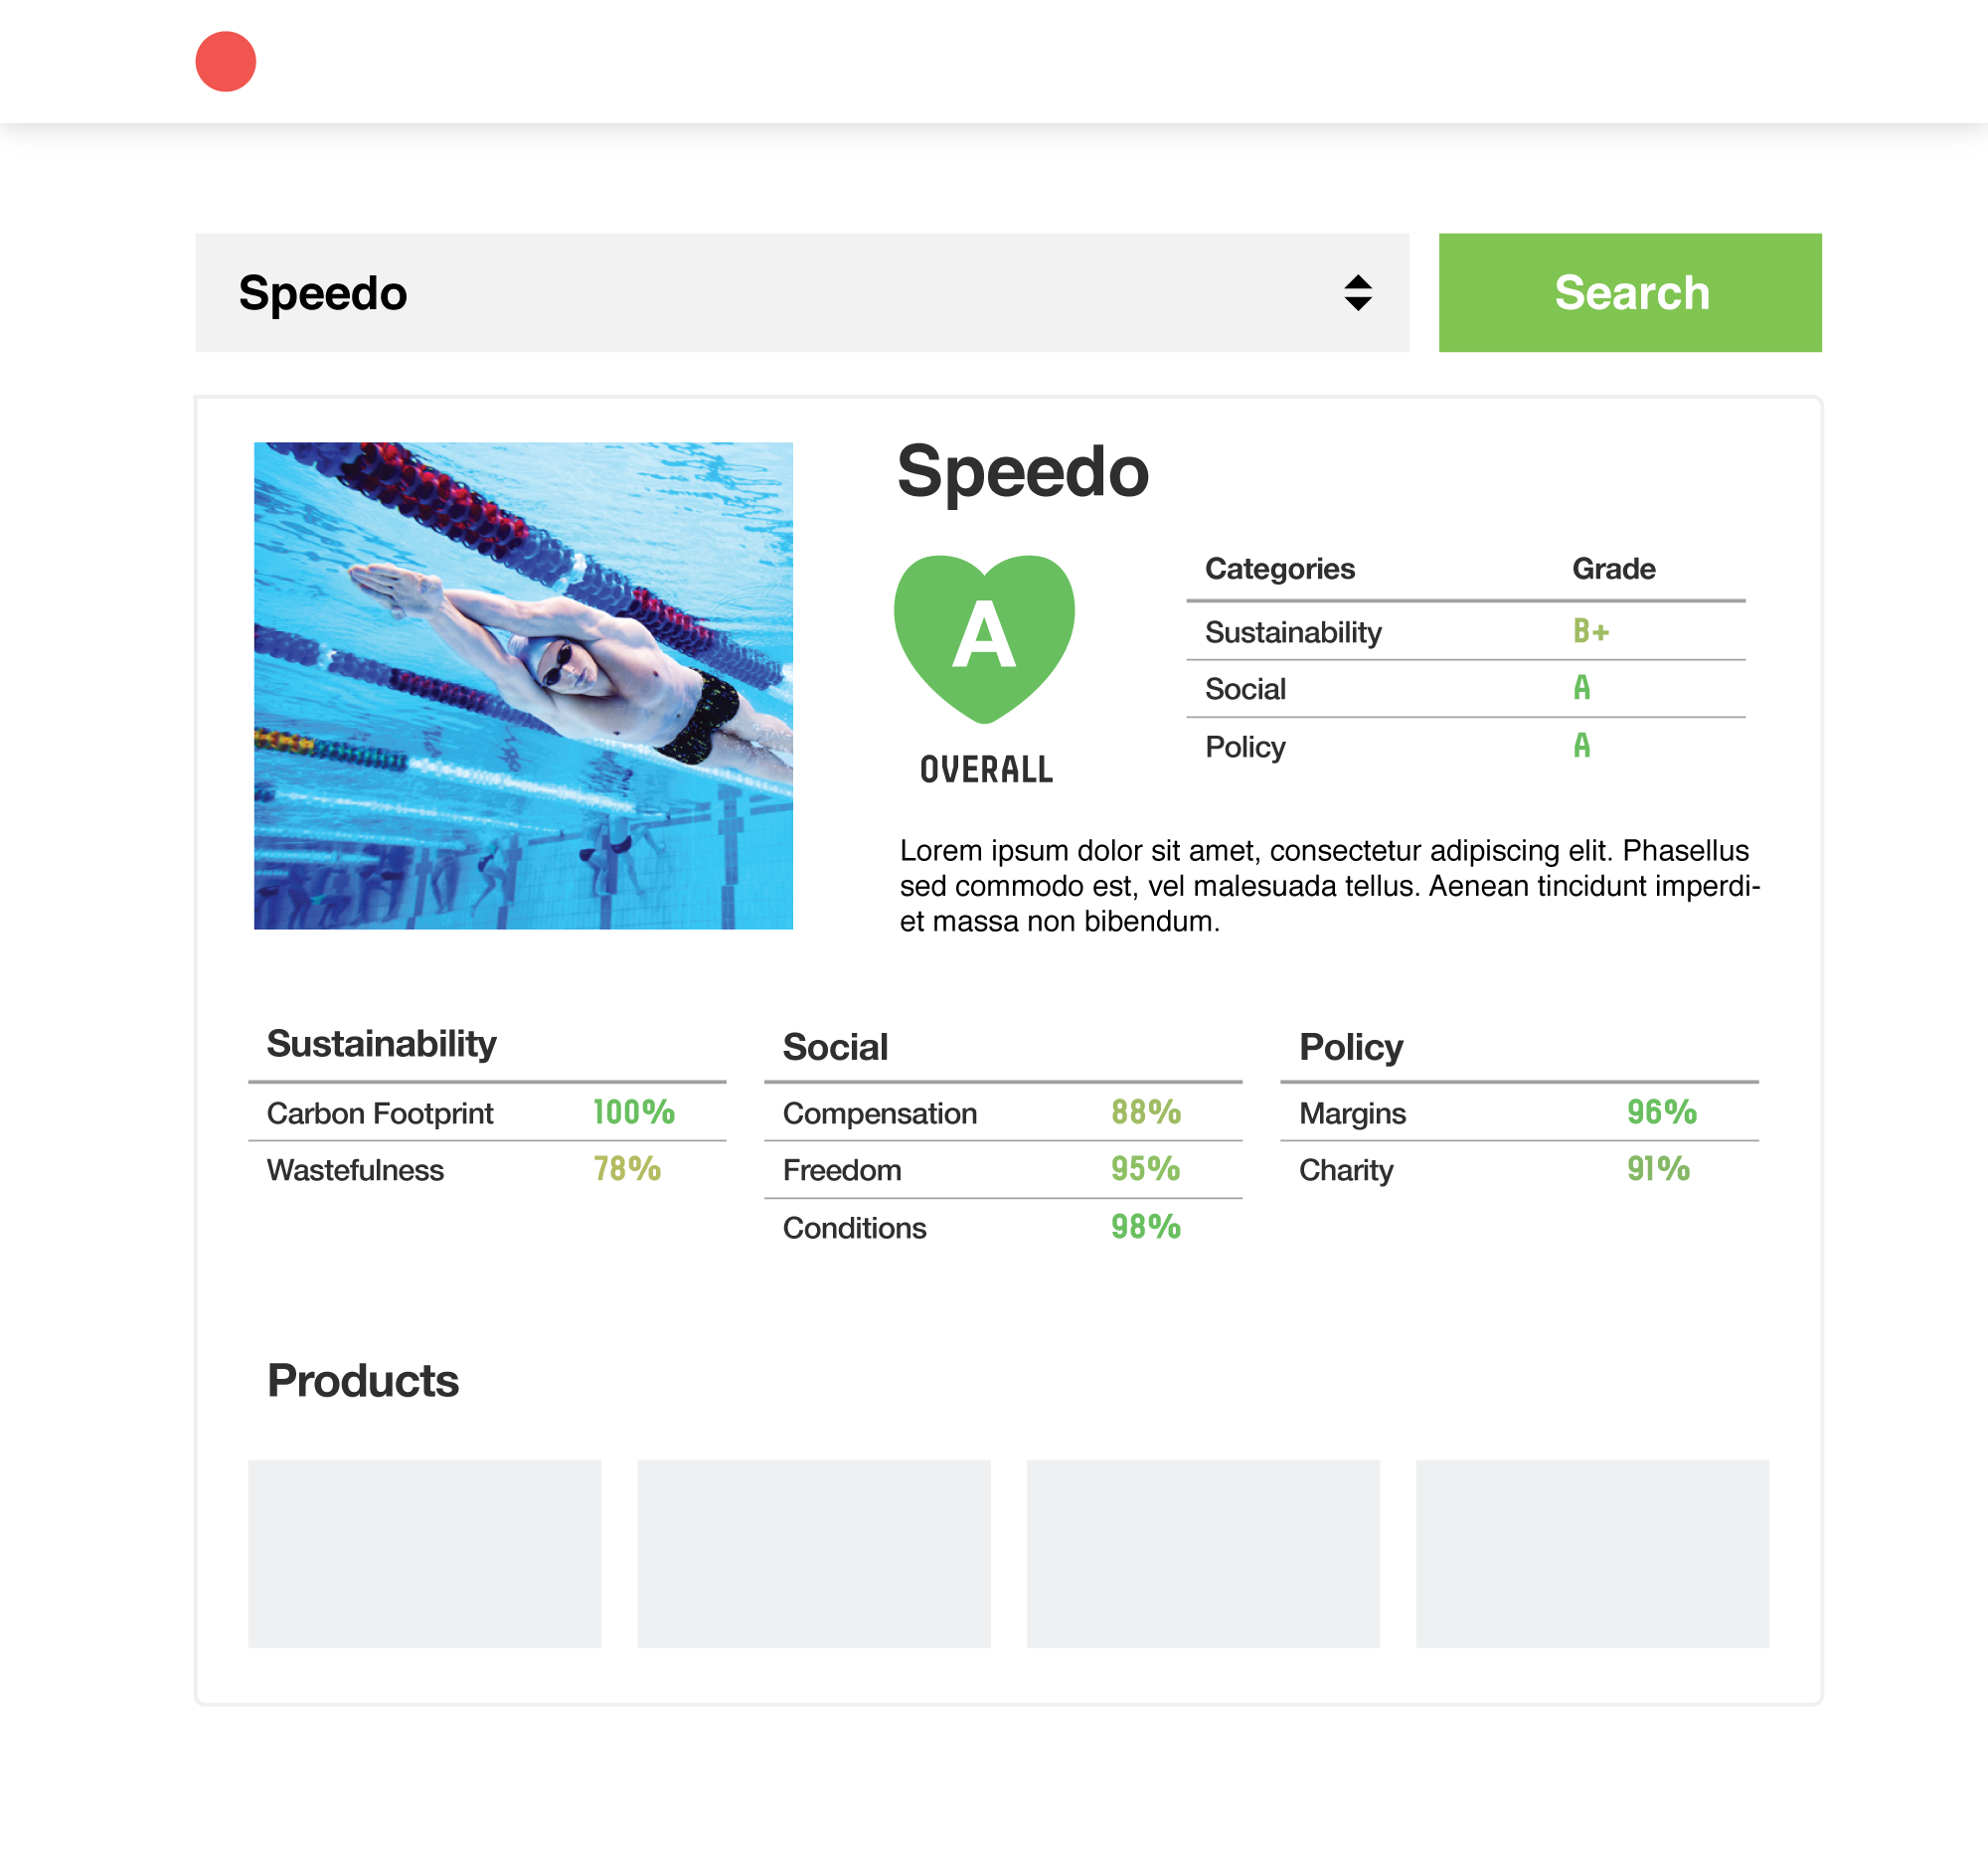 Speedo
Search
Speedo
A
OVERALL
Categories Grade
Sustainability B+
Social A
Policy A
Lorem ipsum dolor sit amet, consectetur adipiscing elit. Phasellus
sed commodo est, vel malesuada tellus. Aenean tincidunt imperdi-
et massa non bibendum.
Sustainability
Carbon Footprint 100%
Wastefulness 78%
Social
Compensation 88%
Freedom 95%
Conditions 98%
Policy
Margins 96%
Charity 91%
Products